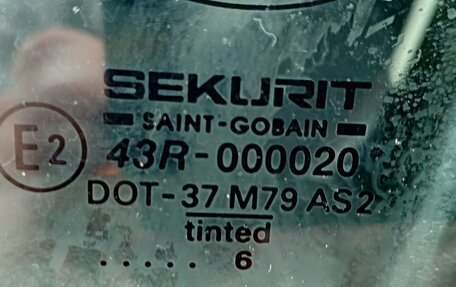 SEKURIT
SAINT-GOBAIN
E2 43R-000020
DOT-37 M79 AS2
tinted
..... 6